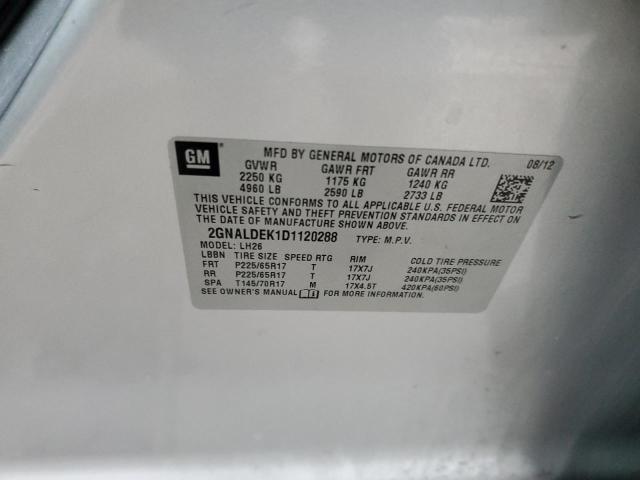 GM
MFD BY GENERAL MOTORS OF CANADA LTD. 08/12
GVWR GAWR FRT GAWR RR
2250 KG 1175 KG 1240 KG
4960 LB 2590 LB 2733 LB
THIS VEHICLE CONFORMS TO ALL APPLICABLE U.S. FEDERAL MOTOR
VEHICLE SAFETY AND THEFT PREVENTION STANDARDS IN EFFECT ON
THE DATE OF MANUFACTURE SHOWN ABOVE.
2GNALDEK1D1120288 TYPE: M.P.V.
MODEL: LH26
LBBN TIRE SIZE SPEED RTG RIM COLD TIRE PRESSURE
FRT P225/65R17 T 17X7J 240KPA(35PSI)
RR P225/65R17 T 17X7J 240KPA(35PSI)
SPA T145/70R17 M 17X4.5T 420KPA(60PSI)
SEE OWNER'S MANUAL FOR MORE INFORMATION.